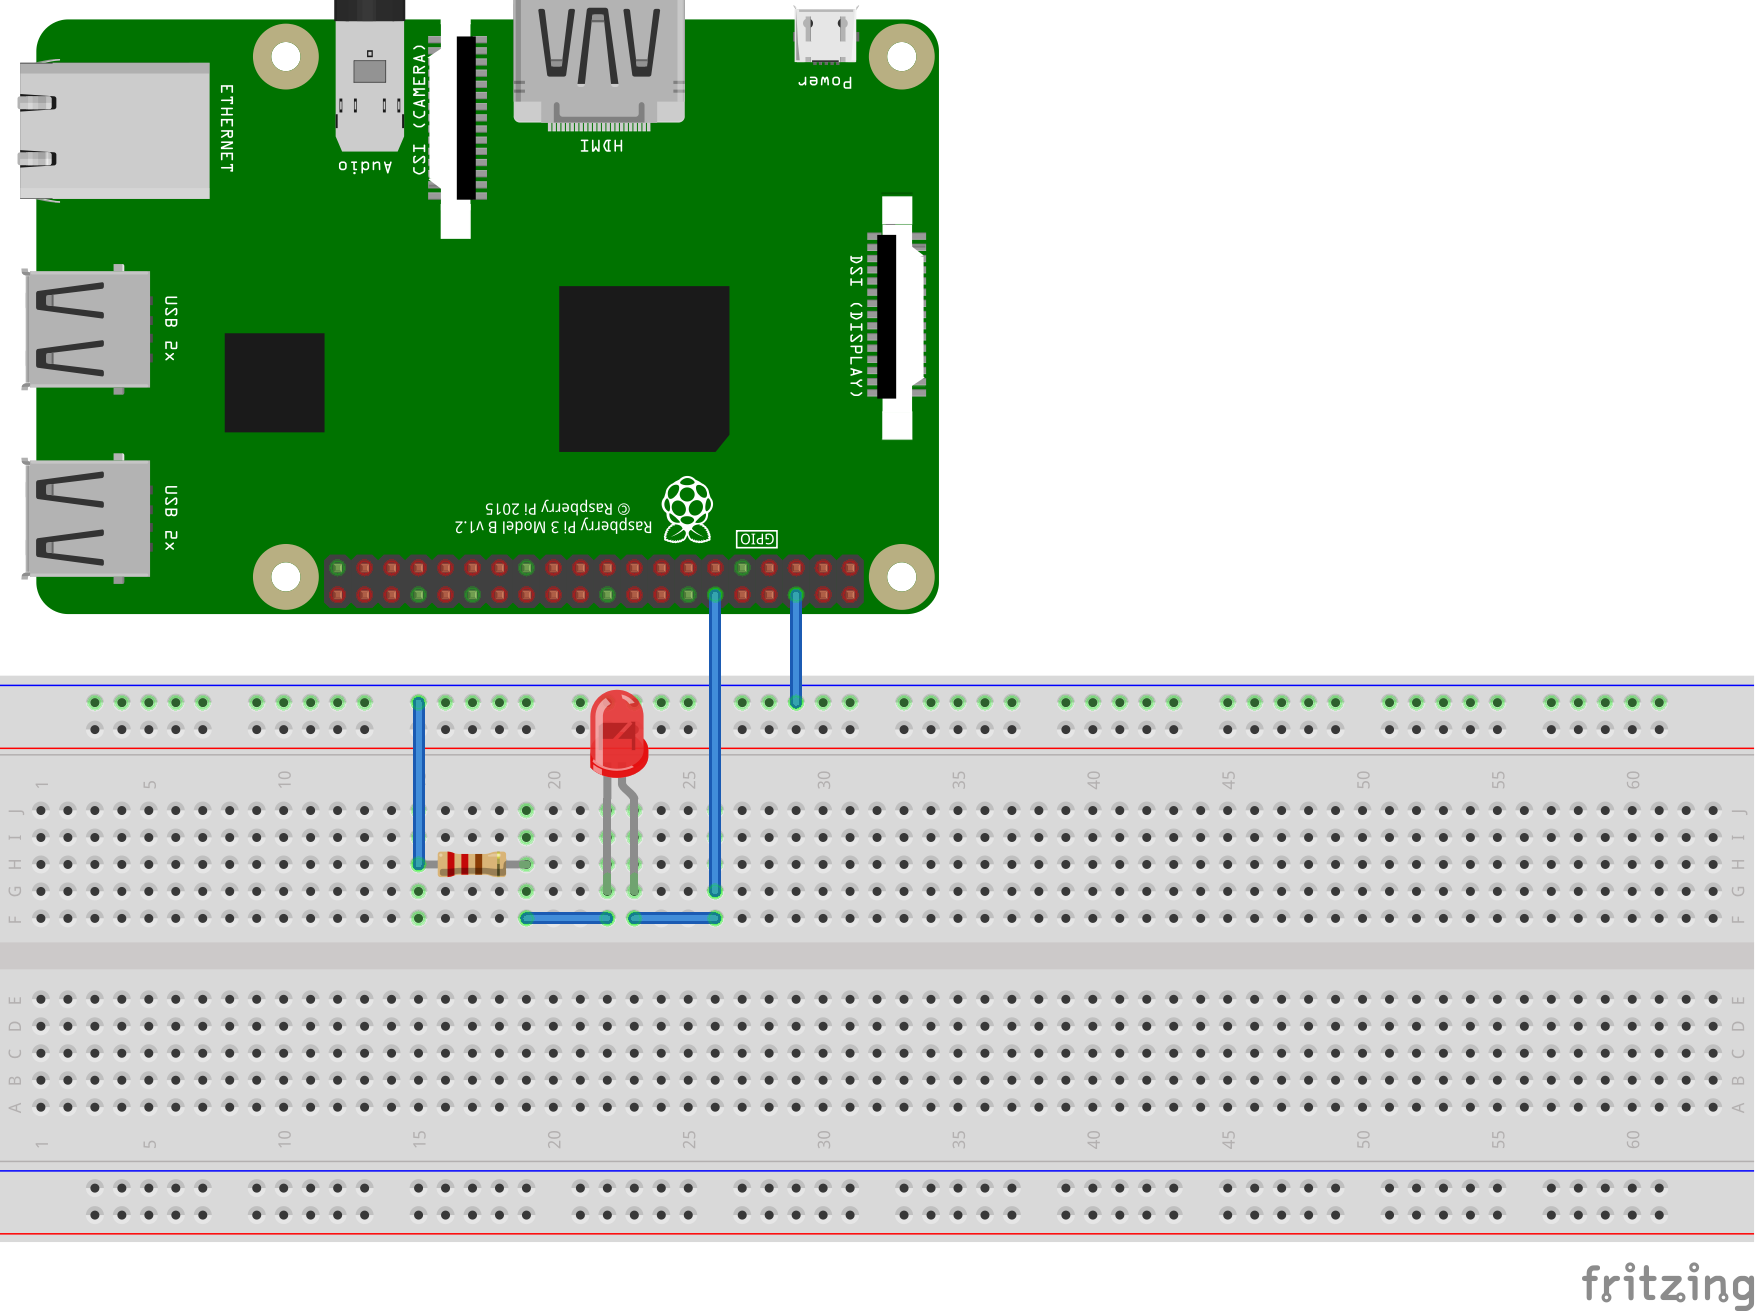 Power
HDMI
Audio
CSI (CAMERA)
ETHERNET
DSI (DISPLAY)
USB 2x
USB 2x
Raspberry Pi 3 Model B v1.2
© Raspberry Pi 2015
GPIO
1 5 10 20 25 30 35 40 45 50 55 60
J J
I I
H H
G G
F F
E E
D D
C C
B B
A A
1 5 10 15 20 25 30 35 40 45 50 55 60
fritzing